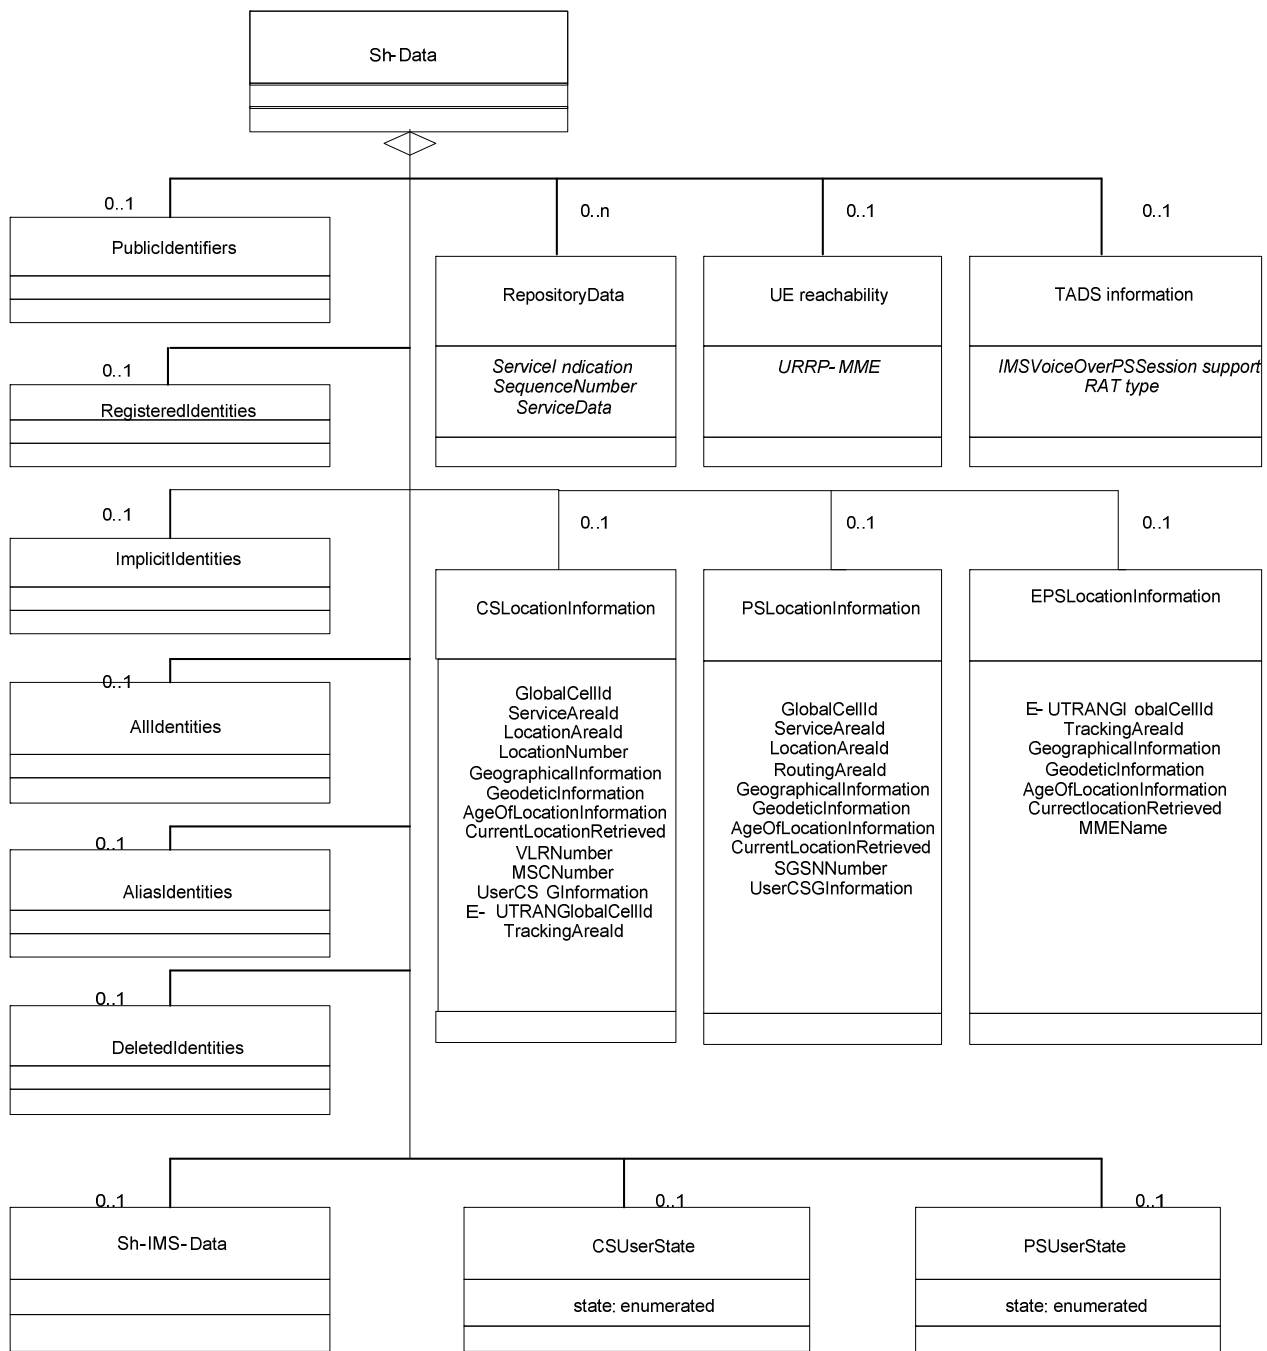 Sh-Data
0..1
0..n
0..1
0..1
PublicIdentifiers
RepositoryData
UE reachability
TADS information
ServiceI ndication
SequenceNumber
ServiceData
URRP-MME
IMSVoiceOverPSSession support
RAT type
0..1
RegisteredIdentities
0..1
0..1
0..1
0..1
ImplicitIdentities
CSLocationInformation
PSLocationInformation
EPSLocationInformation
GlobalCellId
ServiceAreaId
LocationAreaId
LocationNumber
GeographicalInformation
GeodeticInformation
AgeOfLocationInformation
CurrentLocationRetrieved
VLRNumber
MSCNumber
UserCS GInformation
E- UTRANGlobalCellId
TrackingAreaId
GlobalCellId
ServiceAreaId
LocationAreaId
RoutingAreaId
GeographicalInformation
GeodeticInformation
AgeOfLocationInformation
CurrentLocationRetrieved
SGSNNumber
UserCSGInformation
E-UTRANGl obalCellId
TrackingAreaId
GeographicalInformation
GeodeticInformation
AgeOfLocationInformation
CurrectlocationRetrieved
MMEName
0..1
AllIdentities
0..1
AliasIdentities
0..1
DeletedIdentities
0..1
0..1
0..1
Sh-IMS-Data
CSUserState
PSUserState
state: enumerated
state: enumerated